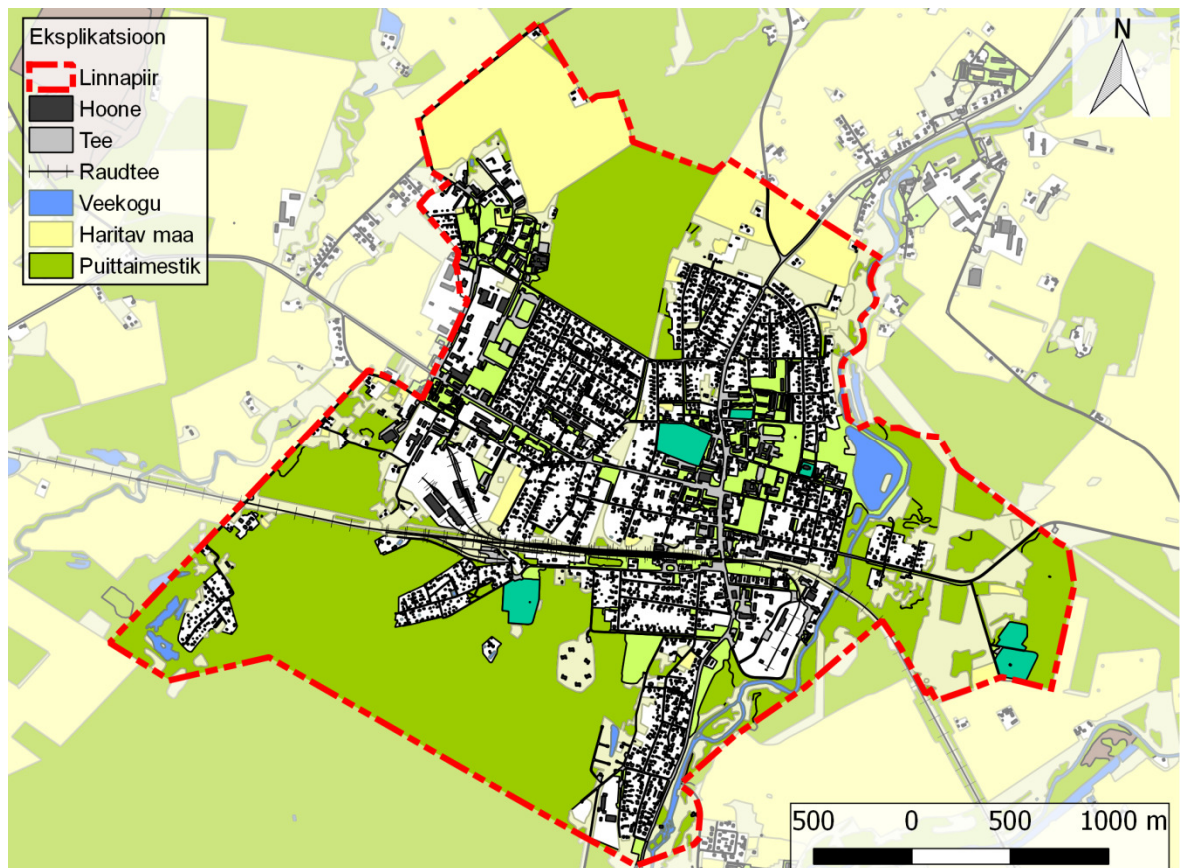 Eksplikatsioon
Linnapiir
Hoone
Tee
Raudtee
Veekogu
Haritav maa
Puittaimestik
N
500 0 500 1000 m